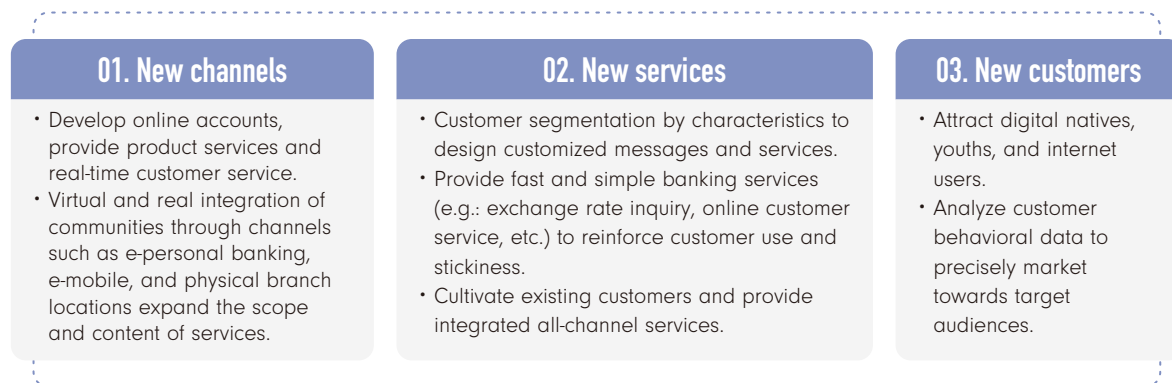 01. New channels
• Develop online accounts,
provide product services and
real-time customer service.
• Virtual and real integration of
communities through channels
such as e-personal banking,
e-mobile, and physical branch
locations expand the scope
and content of services.
02. New services
• Customer segmentation by characteristics to
design customized messages and services.
• Provide fast and simple banking services
(e.g.: exchange rate inquiry, online customer
service, etc.) to reinforce customer use and
stickiness.
• Cultivate existing customers and provide
integrated all-channel services.
03. New customers
• Attract digital natives,
youths, and internet
users.
• Analyze customer
behavioral data to
precisely market
towards target
audiences.